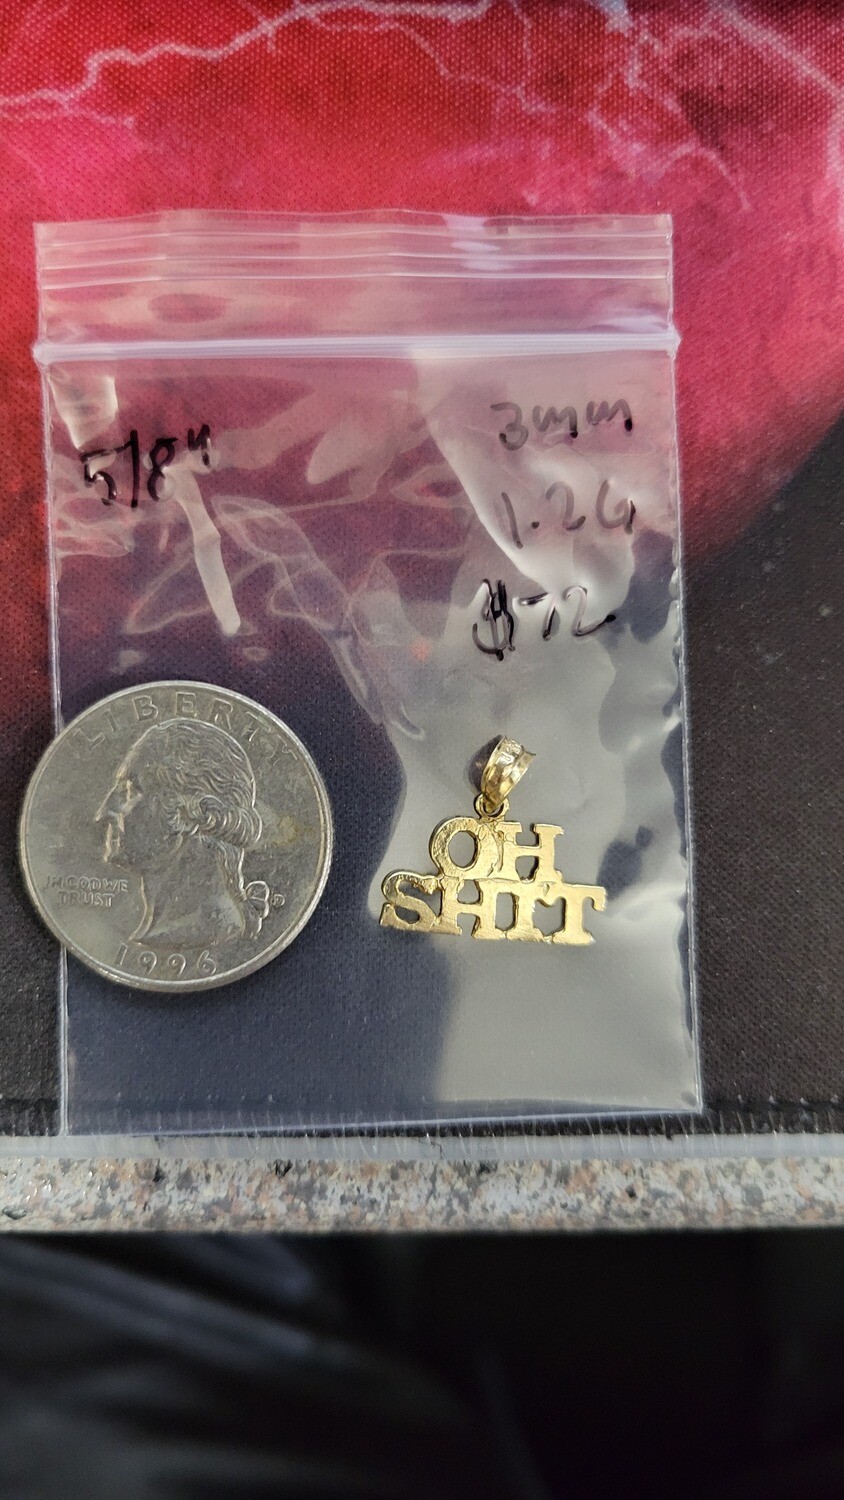 5/8"
3mm
1.2G
$72
LIBERTY
IN GOD WE
TRUST
1996
OH
SHIT